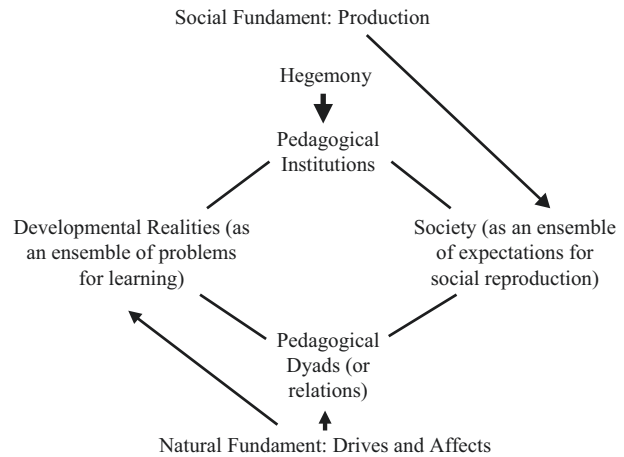 Social Fundament: Production
Hegemony
Pedagogical
Institutions
Developmental Realities (as
an ensemble of problems
for learning)
Society (as an ensemble
of expectations for
social reproduction)
Pedagogical
Dyads (or
relations)
Natural Fundament: Drives and Affects